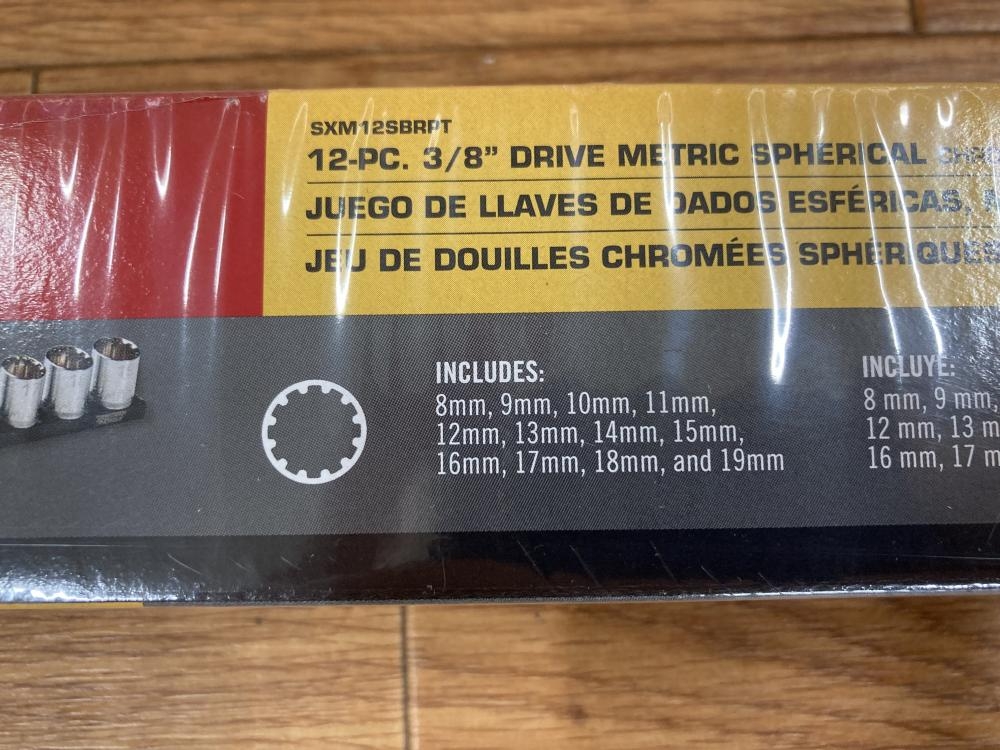 SXM12SBRPT
12-PC. 3/8” DRIVE METRIC SPHERICAL
JUEGO DE LLAVES DE DADOS ESFÉRICAS,
JEU DE DOUILLES CHROMÉES SPHÉRIQUES
INCLUDES:
8mm, 9mm, 10mm, 11mm,
12mm, 13mm, 14mm, 15mm,
16mm, 17mm, 18mm, and 19mm
INCLUYE:
8 mm, 9 mm,
12 mm, 13 m
16 mm, 17 m